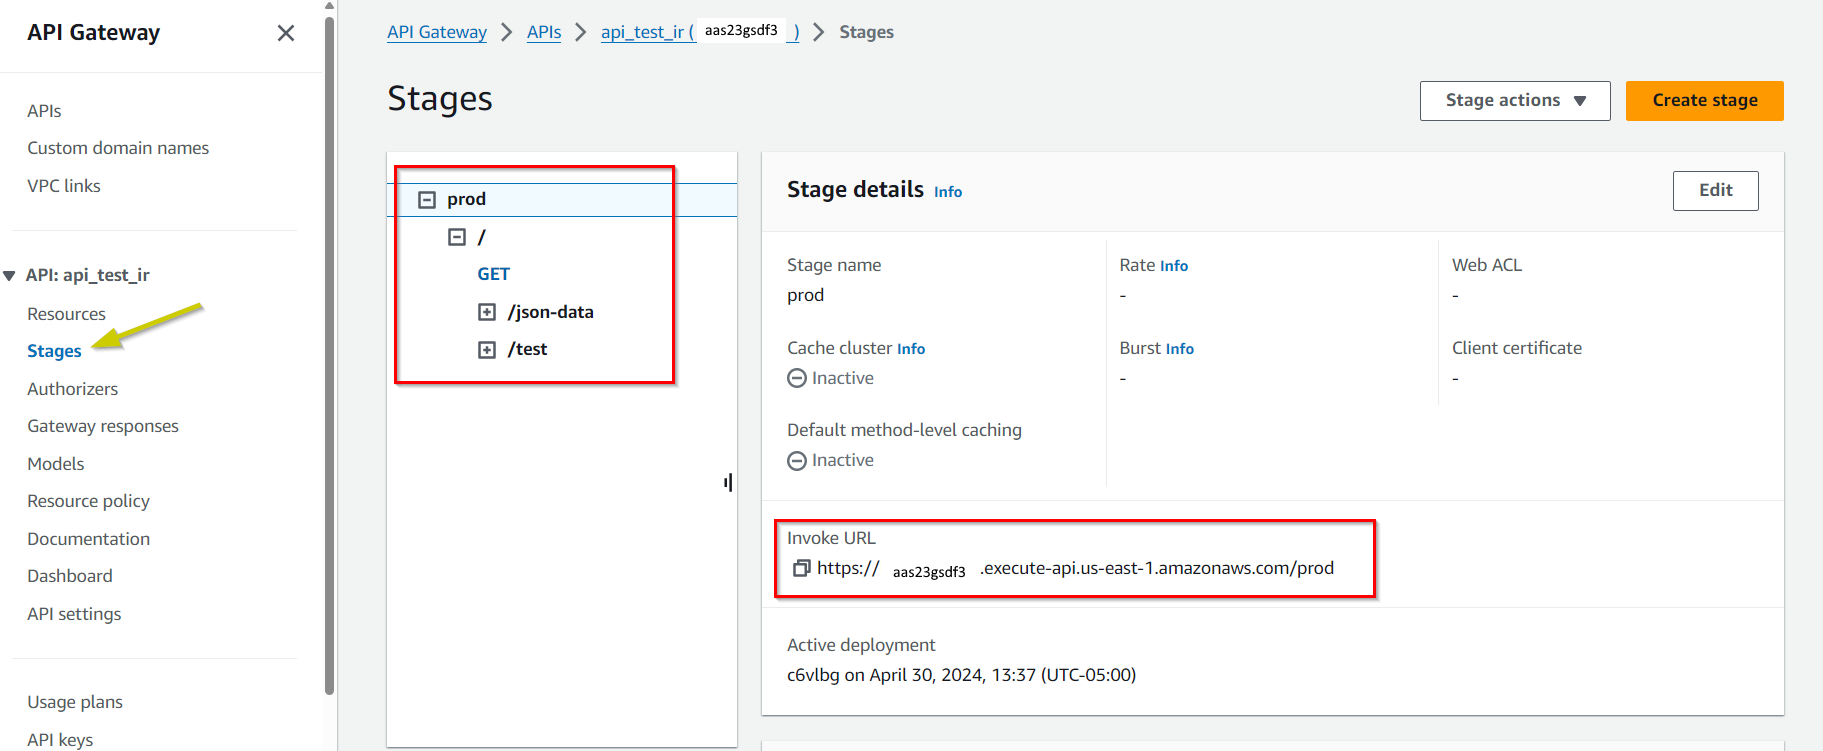 API Gateway
APIs
Custom domain names
VPC links
API: api_test_ir
Resources
Stages
Authorizers
Gateway responses
Models
Resource policy
Documentation
Dashboard
API settings
Usage plans
API keys
API Gateway > APIs > api_test_ir ( aas23gsdf3 ) > Stages
Stages
Stage actions
Create stage
prod
/
GET
/json-data
/test
Stage details Info
Edit
Stage name
prod
Rate Info
-
Web ACL
-
Cache cluster Info
Inactive
Burst Info
-
Client certificate
-
Default method-level caching
Inactive
Invoke URL
https:// aas23gsdf3 .execute-api.us-east-1.amazonaws.com/prod
Active deployment
c6vlbg on April 30, 2024, 13:37 (UTC-05:00)